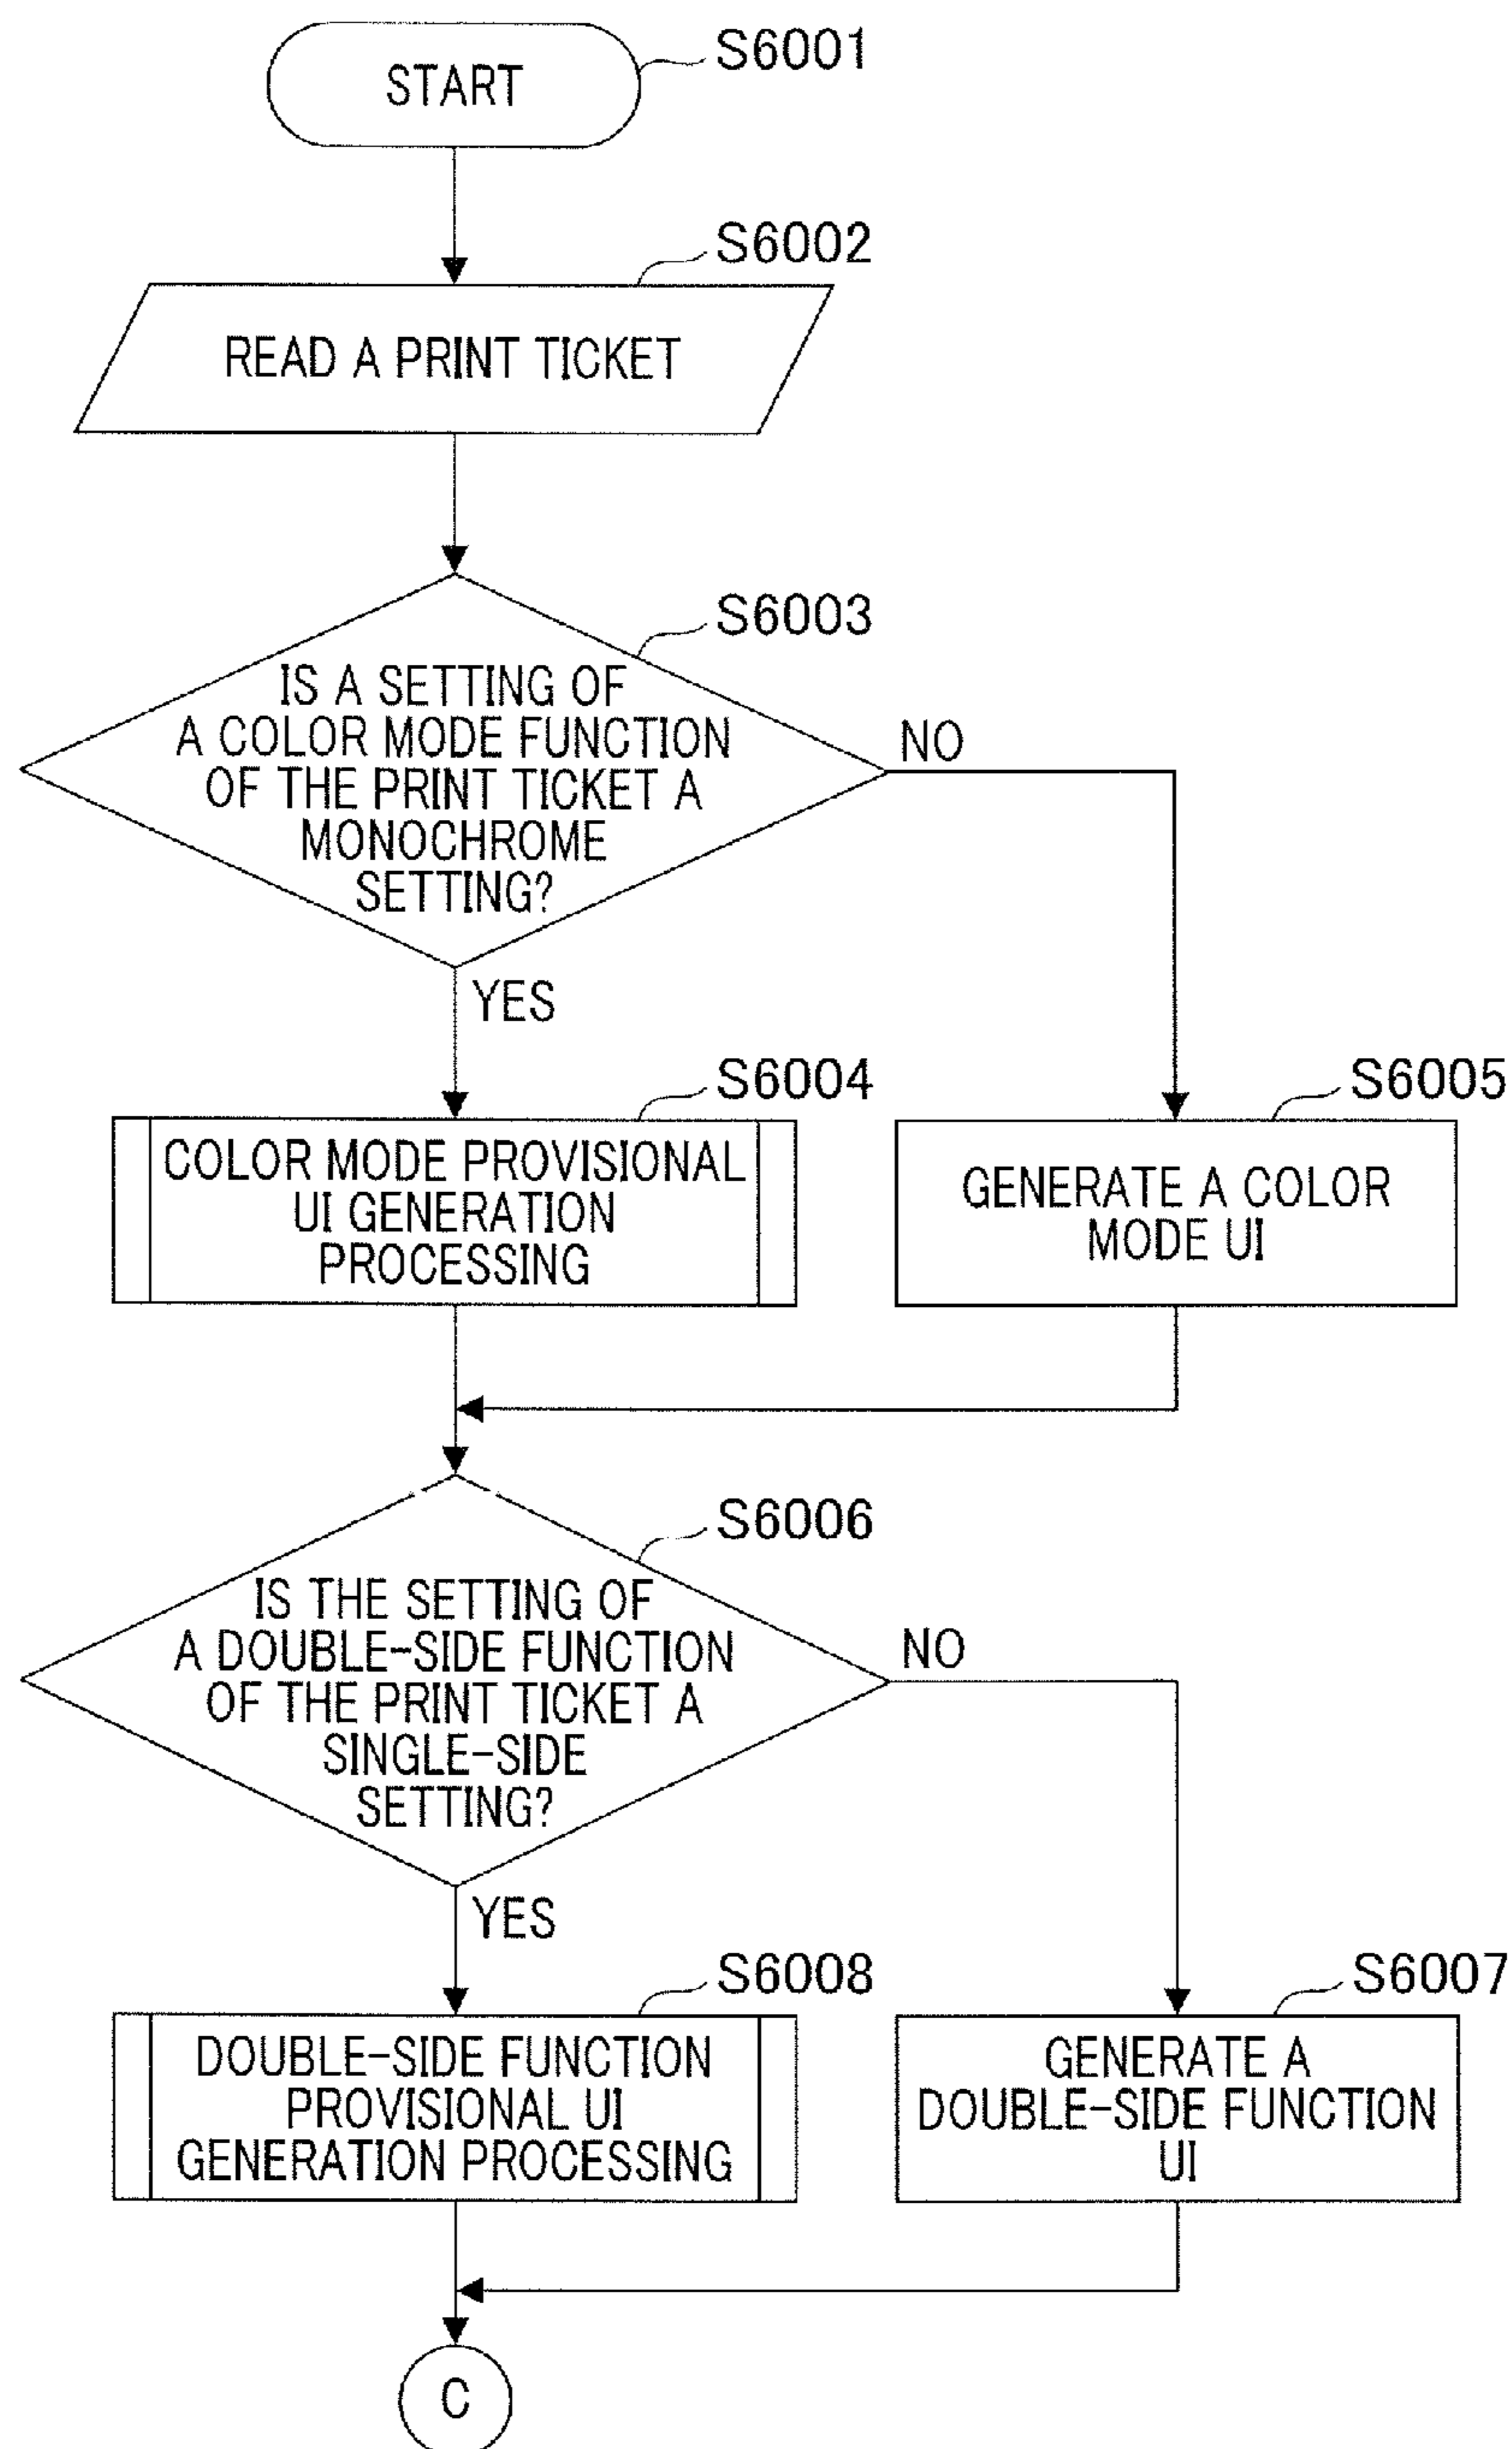 START
S6001
S6002
READ A PRINT TICKET
S6003
IS A SETTING OF
A COLOR MODE FUNCTION
OF THE PRINT TICKET A
MONOCHROME
SETTING?
NO
YES
S6004
COLOR MODE PROVISIONAL
UI GENERATION
PROCESSING
S6005
GENERATE A COLOR
MODE UI
S6006
IS THE SETTING OF
A DOUBLE-SIDE FUNCTION
OF THE PRINT TICKET A
SINGLE-SIDE
SETTING?
NO
YES
S6008
DOUBLE-SIDE FUNCTION
PROVISIONAL UI
GENERATION PROCESSING
S6007
GENERATE A
DOUBLE-SIDE FUNCTION
UI
C